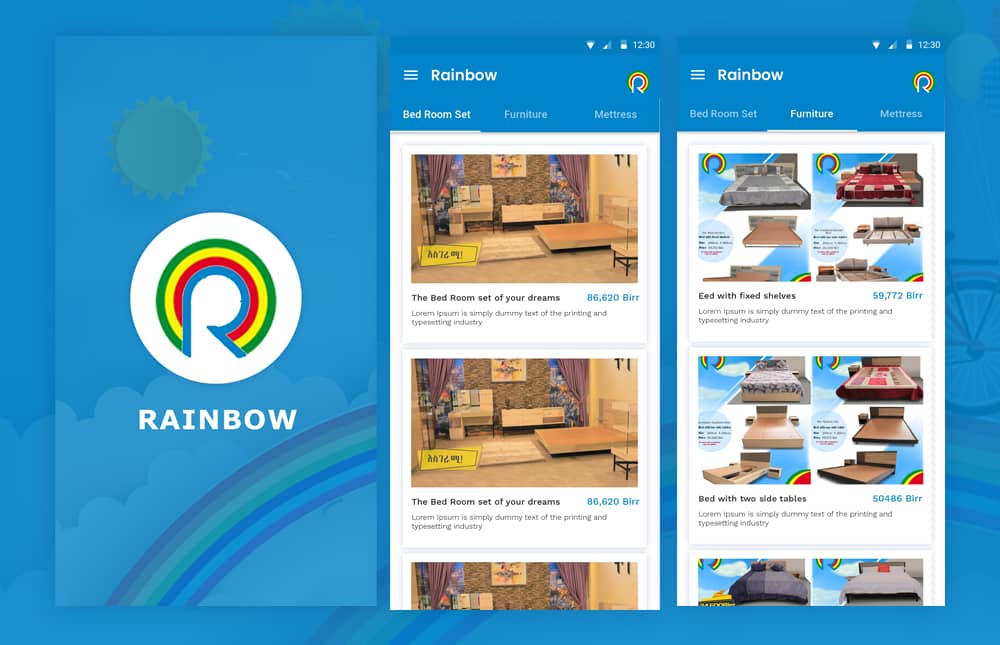 RAINBOW
12:30
Rainbow
Bed Room Set Furniture Mettress
አስገራሚ!
The Bed Room set of your dreams 86,620 Birr
Lorem Ipsum is simply dummy text of the printing and
typesetting industry
አስገራሚ!
The Bed Room set of your dreams 86,620 Birr
Lorem Ipsum is simply dummy text of the printing and
typesetting industry
12:30
Rainbow
Bed Room Set Furniture Mettress
Eed with fixed shelves 59,772 Birr
Lorem Ipsum is simply dummy text of the printing and
typesetting industry
Bed with two side tables 50486 Birr
Lorem Ipsum is simply dummy text of the printing and
typesetting industry